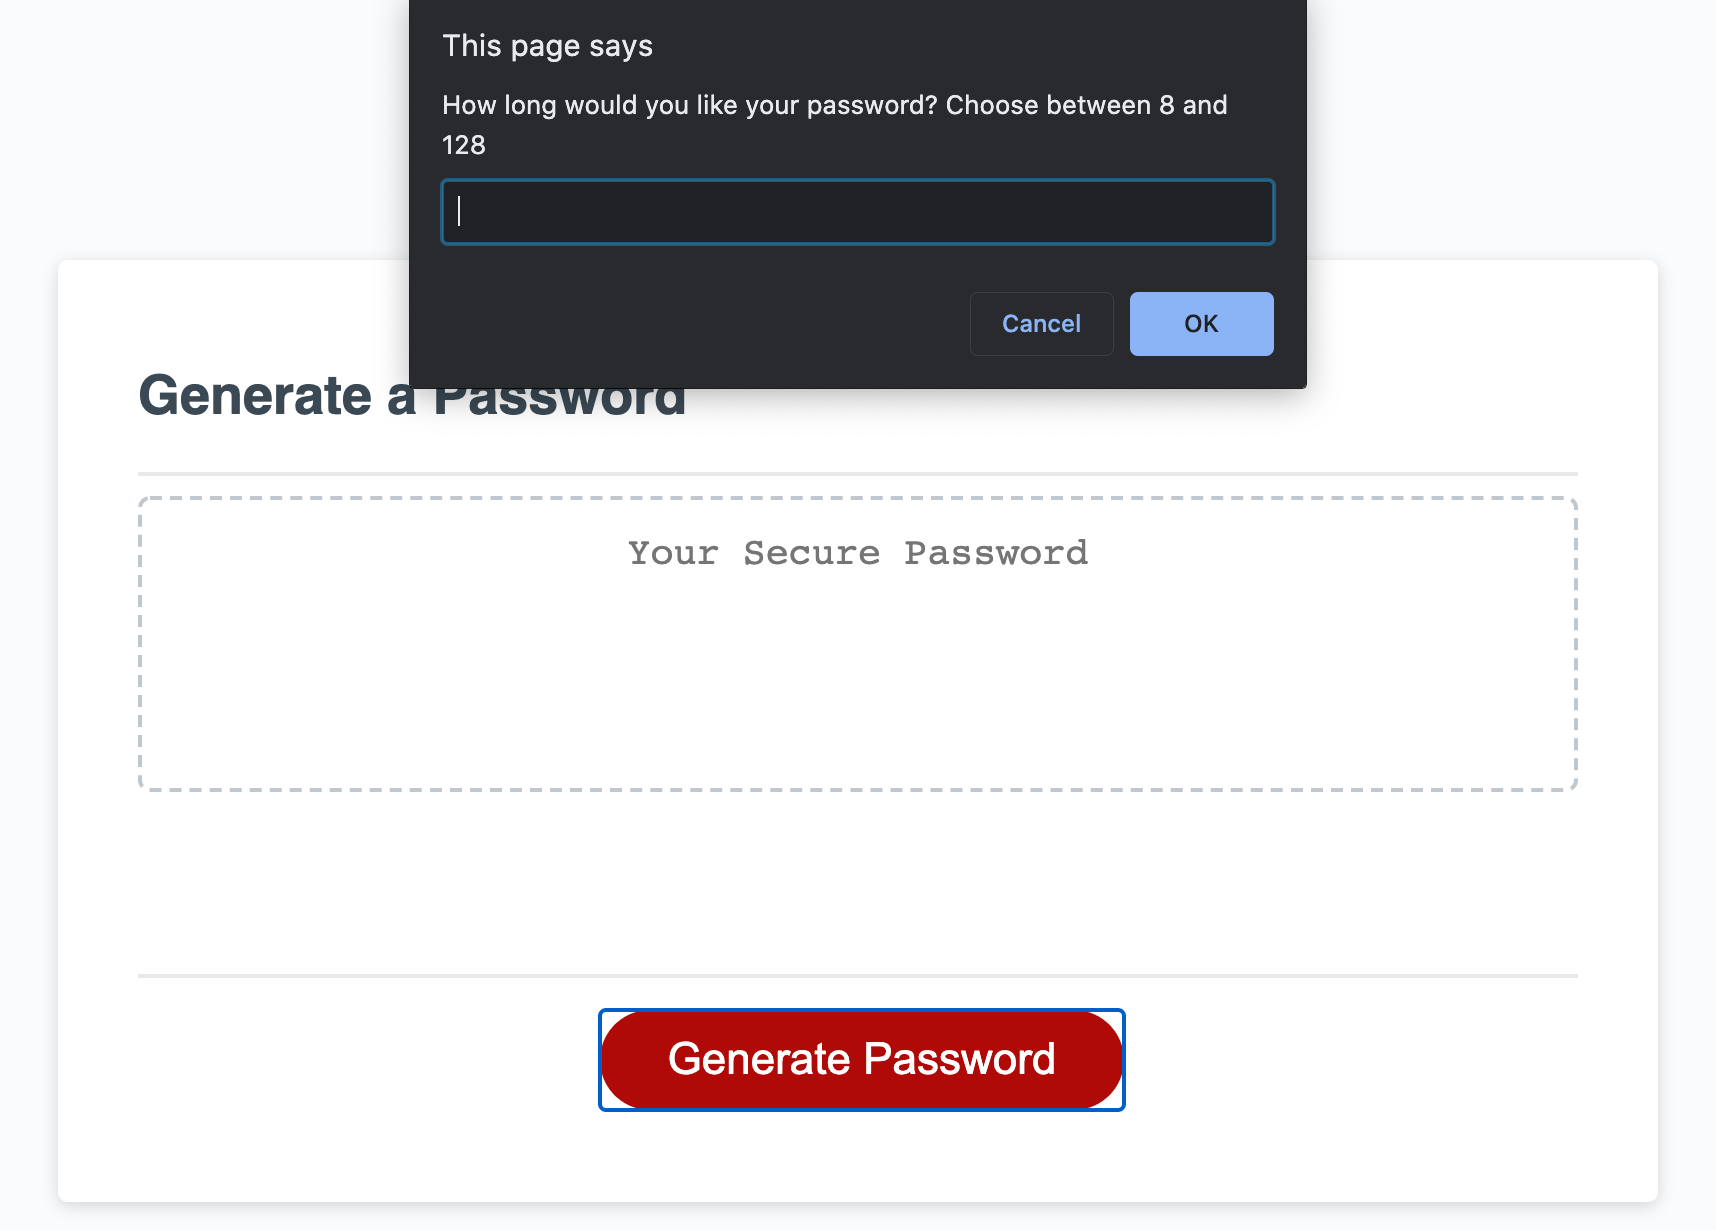 This page says
How long would you like your password? Choose between 8 and
128
Cancel
OK
Generate a Password
Your Secure Password
Generate Password